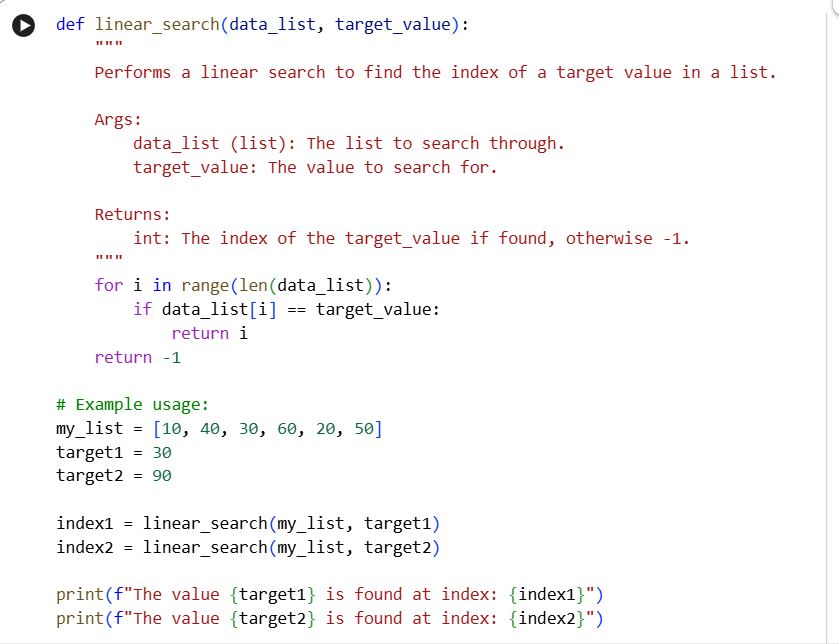 def linear_search(data_list, target_value):
    """
    Performs a linear search to find the index of a target value in a list.

    Args:
        data_list (list): The list to search through.
        target_value: The value to search for.

    Returns:
        int: The index of the target_value if found, otherwise -1.
    """
    for i in range(len(data_list)):
        if data_list[i] == target_value:
            return i
    return -1

# Example usage:
my_list = [10, 40, 30, 60, 20, 50]
target1 = 30
target2 = 90

index1 = linear_search(my_list, target1)
index2 = linear_search(my_list, target2)

print(f"The value {target1} is found at index: {index1}")
print(f"The value {target2} is found at index: {index2}")